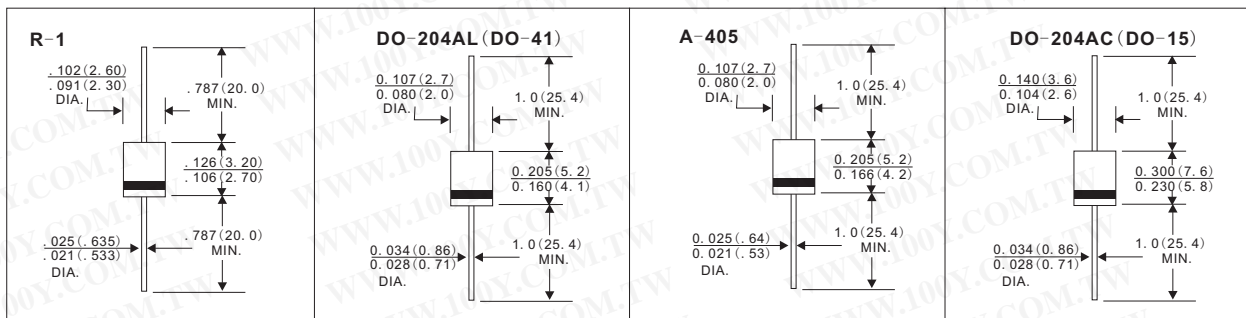 R-1
.102(2.60)
.091(2.30)
DIA.
.787(20.0)
MIN.
.126(3.20)
.106(2.70)
.025(.635)
.021(.533)
DIA.
.787(20.0)
MIN.
DO-204AL(DO-41)
0.107(2.7)
0.080(2.0)
DIA.
1.0(25.4)
MIN.
0.205(5.2)
0.160(4.1)
0.034(0.86)
0.028(0.71)
DIA.
1.0(25.4)
MIN.
A-405
0.107(2.7)
0.080(2.0)
DIA.
1.0(25.4)
MIN.
0.205(5.2)
0.166(4.2)
0.025(.64)
0.021(.53)
DIA.
1.0(25.4)
MIN.
DO-204AC(DO-15)
0.140(3.6)
0.104(2.6)
DIA.
1.0(25.4)
MIN.
0.300(7.6)
0.230(5.8)
0.034(0.86)
0.028(0.71)
DIA.
1.0(25.4)
MIN.
WWW.100Y.COM.TW